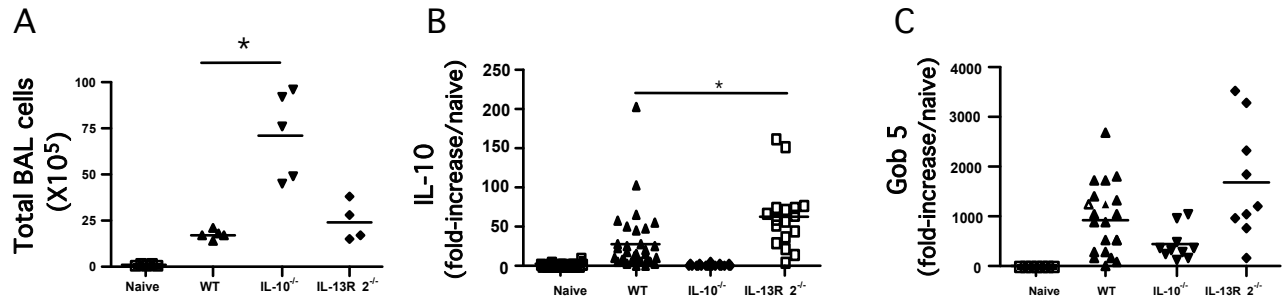 A
*
Total BAL cells
(X10⁵)
100
75
50
25
0
Naive WT IL-10⁻/⁻ IL-13R 2⁻/⁻
B
*
IL-10
(fold-increase/naive)
250
200
150
100
50
0
Naive WT IL-10⁻/⁻ IL-13R 2⁻/⁻
C
Gob 5
(fold-increase/naive)
4000
3000
2000
1000
0
Naive WT IL-10⁻/⁻ IL-13R 2⁻/⁻